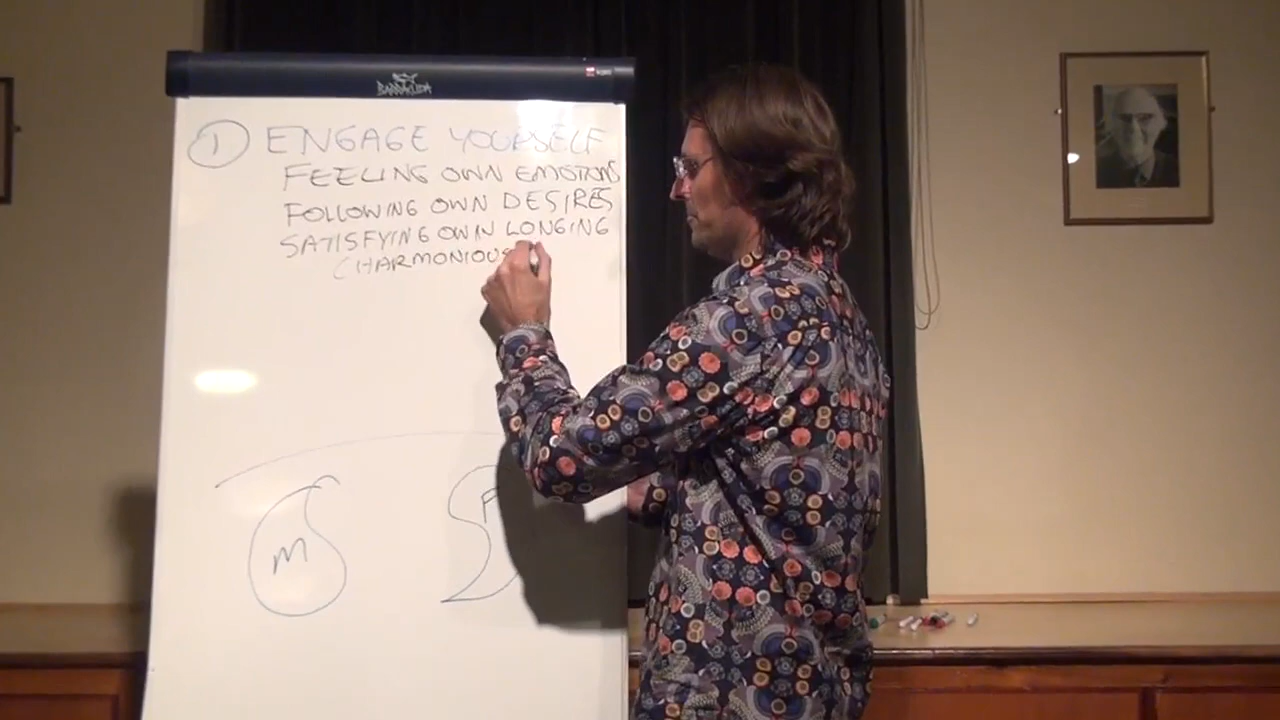 BARRACUDA
1 ENGAGE YOURSELF
FEELING OWN EMOTIONS
FOLLOWING OWN DESIRES
SATISFYING OWN LONGING
(HARMONIOUS
M
F